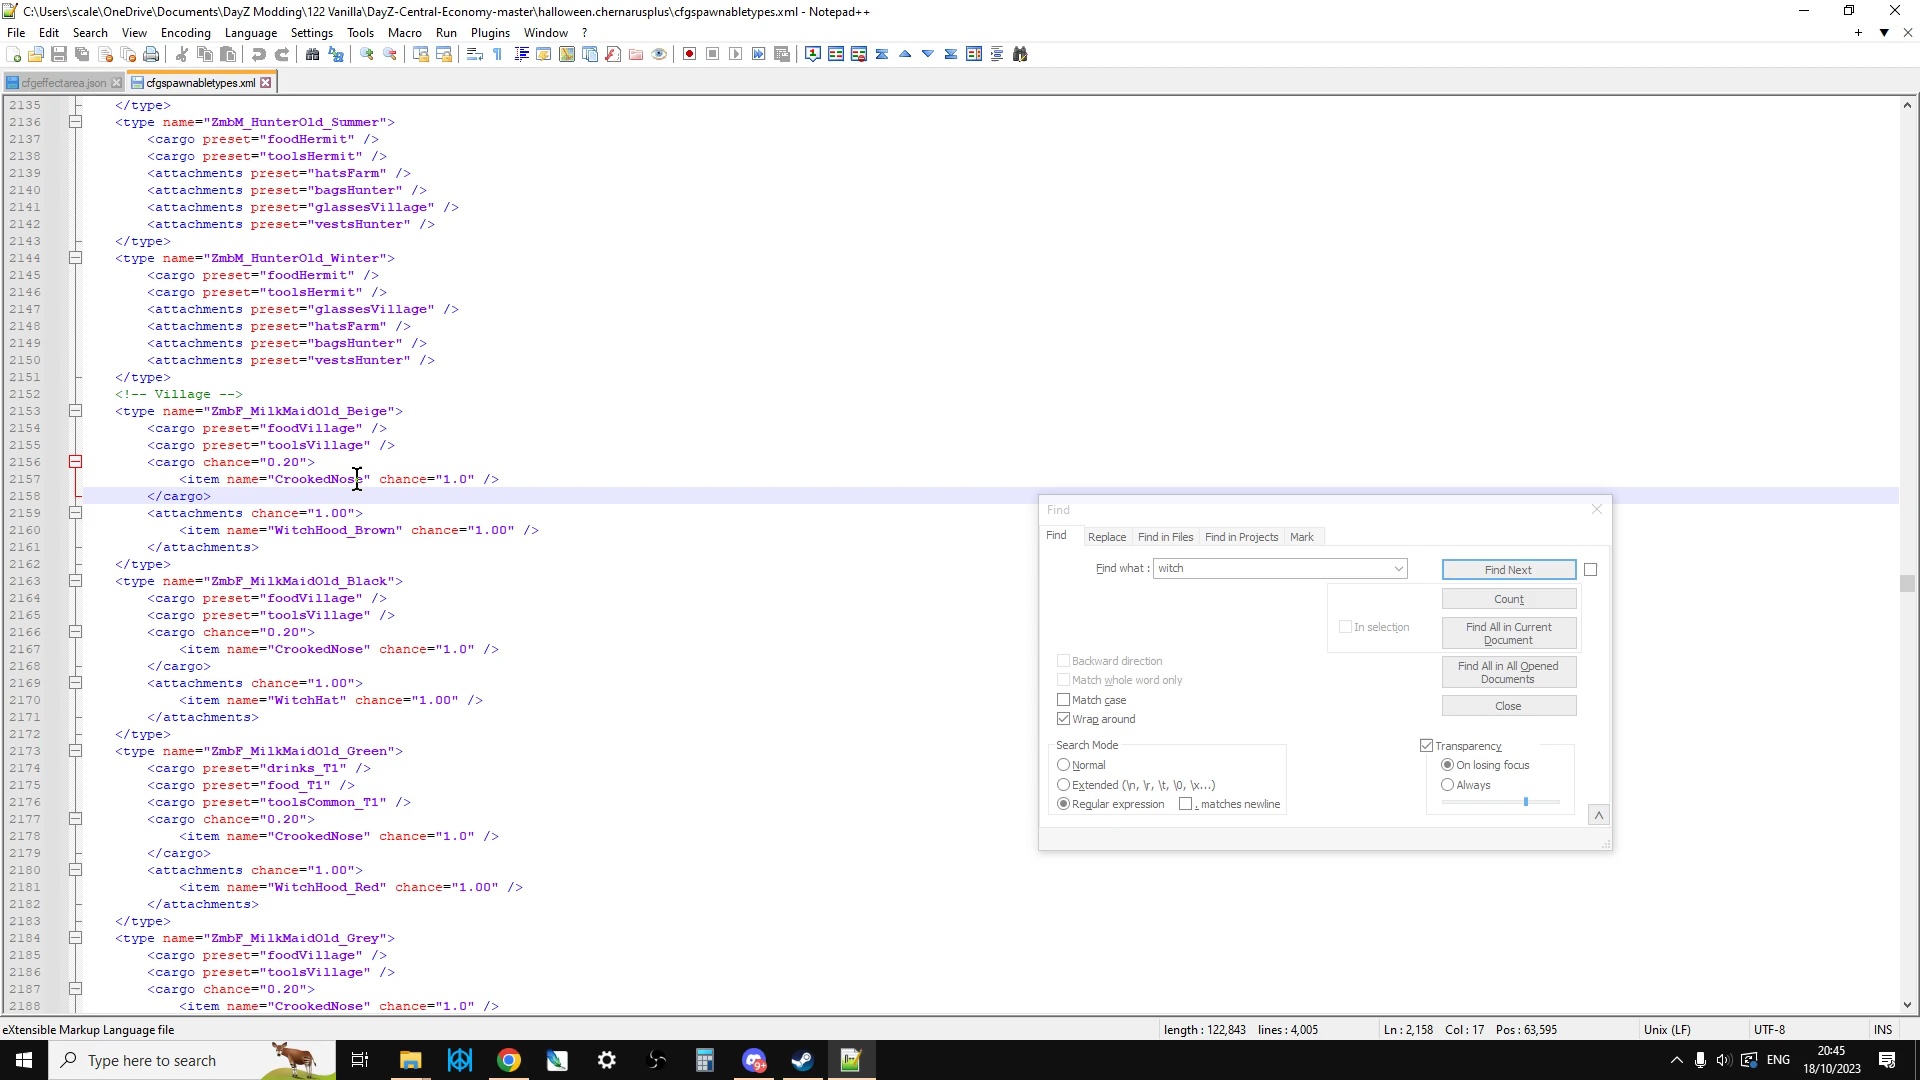 C:\Users\scale\OneDrive\Documents\DayZ Modding\122 Vanilla\DayZ-Central-Economy-master\halloween.chernarusplus\cfgspawnabletypes.xml - Notepad++
File Edit Search View Encoding Language Settings Tools Macro Run Plugins Window ?
cfgeffectarea.json cfgspawnabletypes.xml
2135 </type>
2136 <type name="ZmbM_HunterOld_Summer">
2137 <cargo preset="foodHermit" />
2138 <cargo preset="toolsHermit" />
2139 <attachments preset="hatsFarm" />
2140 <attachments preset="bagsHunter" />
2141 <attachments preset="glassesVillage" />
2142 <attachments preset="vestsHunter" />
2143 </type>
2144 <type name="ZmbM_HunterOld_Winter">
2145 <cargo preset="foodHermit" />
2146 <cargo preset="toolsHermit" />
2147 <attachments preset="glassesVillage" />
2148 <attachments preset="hatsFarm" />
2149 <attachments preset="bagsHunter" />
2150 <attachments preset="vestsHunter" />
2151 </type>
2152 <!-- Village -->
2153 <type name="ZmbF_MilkMaidOld_Beige">
2154 <cargo preset="foodVillage" />
2155 <cargo preset="toolsVillage" />
2156 <cargo chance="0.20">
2157 <item name="CrookedNose" chance="1.0" />
2158 </cargo>
2159 <attachments chance="1.00">
2160 <item name="WitchHood_Brown" chance="1.00" />
2161 </attachments>
2162 </type>
2163 <type name="ZmbF_MilkMaidOld_Black">
2164 <cargo preset="foodVillage" />
2165 <cargo preset="toolsVillage" />
2166 <cargo chance="0.20">
2167 <item name="CrookedNose" chance="1.0" />
2168 </cargo>
2169 <attachments chance="1.00">
2170 <item name="WitchHat" chance="1.00" />
2171 </attachments>
2172 </type>
2173 <type name="ZmbF_MilkMaidOld_Green">
2174 <cargo preset="drinks_T1" />
2175 <cargo preset="food_T1" />
2176 <cargo preset="toolsCommon_T1" />
2177 <cargo chance="0.20">
2178 <item name="CrookedNose" chance="1.0" />
2179 </cargo>
2180 <attachments chance="1.00">
2181 <item name="WitchHood_Red" chance="1.00" />
2182 </attachments>
2183 </type>
2184 <type name="ZmbF_MilkMaidOld_Grey">
2185 <cargo preset="foodVillage" />
2186 <cargo preset="toolsVillage" />
2187 <cargo chance="0.20">
2188 <item name="CrookedNose" chance="1.0" />
Find
Find Replace Find in Files Find in Projects Mark
Find what : witch
Find Next
Count
In selection
Find All in Current
Document
Backward direction
Find All in All Opened
Documents
Match whole word only
Match case
Close
Wrap around
Search Mode
Transparency
Normal
On losing focus
Extended (\n, \r, \t, \0, \x...)
Always
Regular expression . matches newline
eXtensible Markup Language file length : 122,843 lines : 4,005 Ln : 2,158 Col : 17 Pos : 63,595 Unix (LF) UTF-8 INS
Type here to search
9+
ENG
20:45
18/10/2023